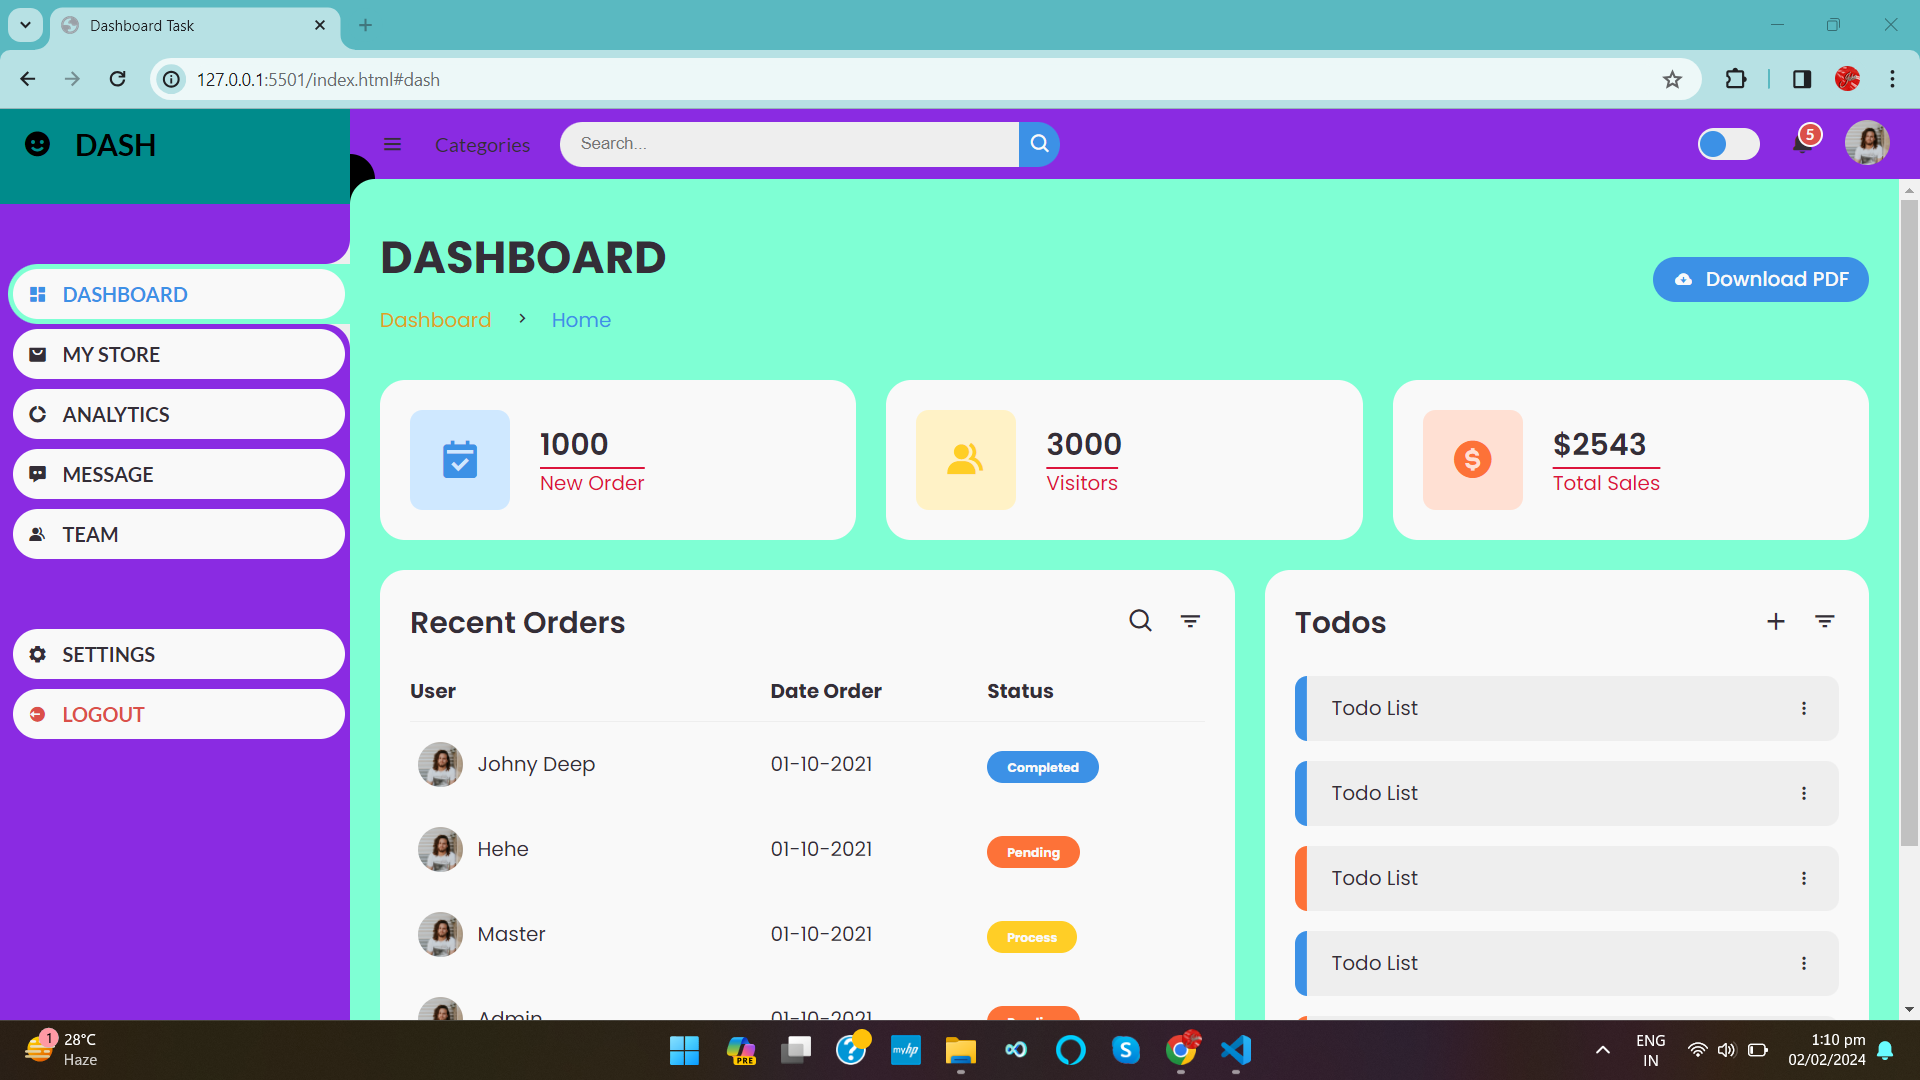 Dashboard Task
127.0.0.1:5501/index.html#dash
DASH
Categories
Search...
5
DASHBOARD
MY STORE
ANALYTICS
MESSAGE
TEAM
SETTINGS
LOGOUT
DASHBOARD
Dashboard > Home
Download PDF
1000
New Order
3000
Visitors
$2543
Total Sales
Recent Orders
User Date Order Status
Johny Deep 01-10-2021 Completed
Hehe 01-10-2021 Pending
Master 01-10-2021 Process
Admin 01-10-2021 Pending
Todos
Todo List
Todo List
Todo List
Todo List
1
28°C
Haze
PRE
myhp
ENG
IN
1:10 pm
02/02/2024